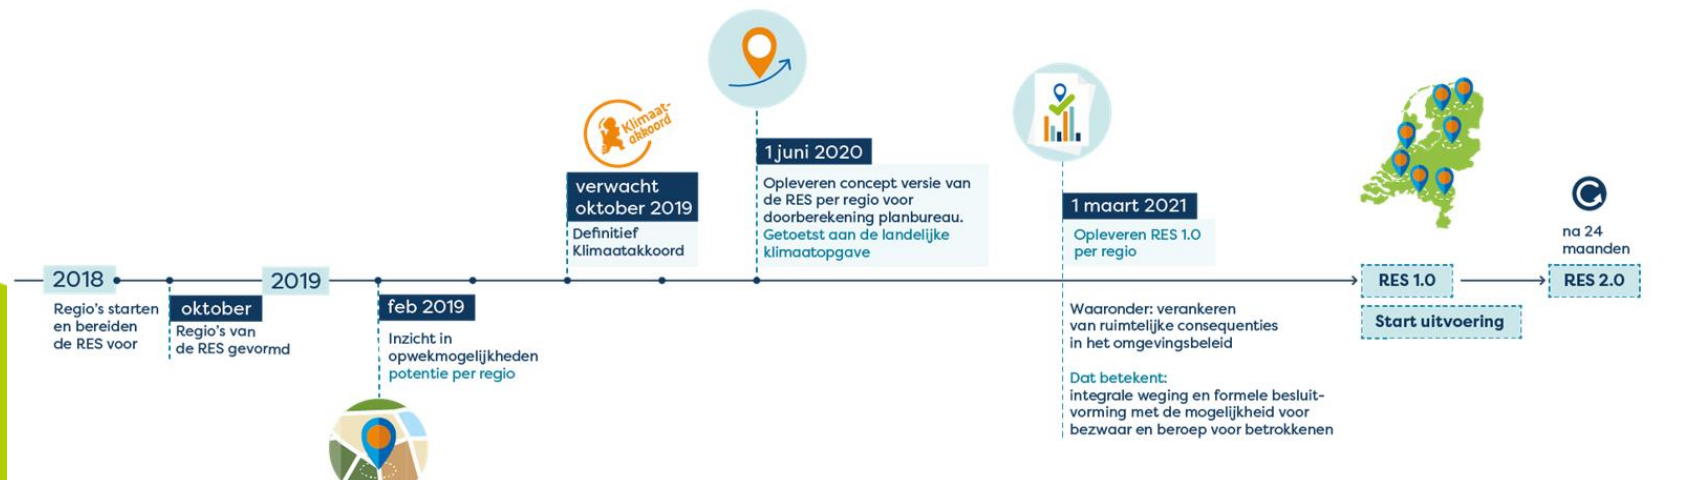 2018
Regio's starten
en bereiden
de RES voor
oktober
Regio's van
de RES gevormd
2019
feb 2019
Inzicht in
opwekmogelijkheden
potentie per regio
Klimaat-
akkoord
verwacht
oktober 2019
Definitief
Klimaatakkoord
1 juni 2020
Opleveren concept versie van
de RES per regio voor
doorberekening planbureau.
Getoetst aan de landelijke
klimaatopgave
1 maart 2021
Opleveren RES 1.0
per regio
Waaronder: verankeren
van ruimtelijke consequenties
in het omgevingsbeleid
Dat betekent:
integrale weging en formele besluit-
vorming met de mogelijkheid voor
bezwaar en beroep voor betrokkenen
RES 1.0
Start uitvoering
na 24
maanden
RES 2.0